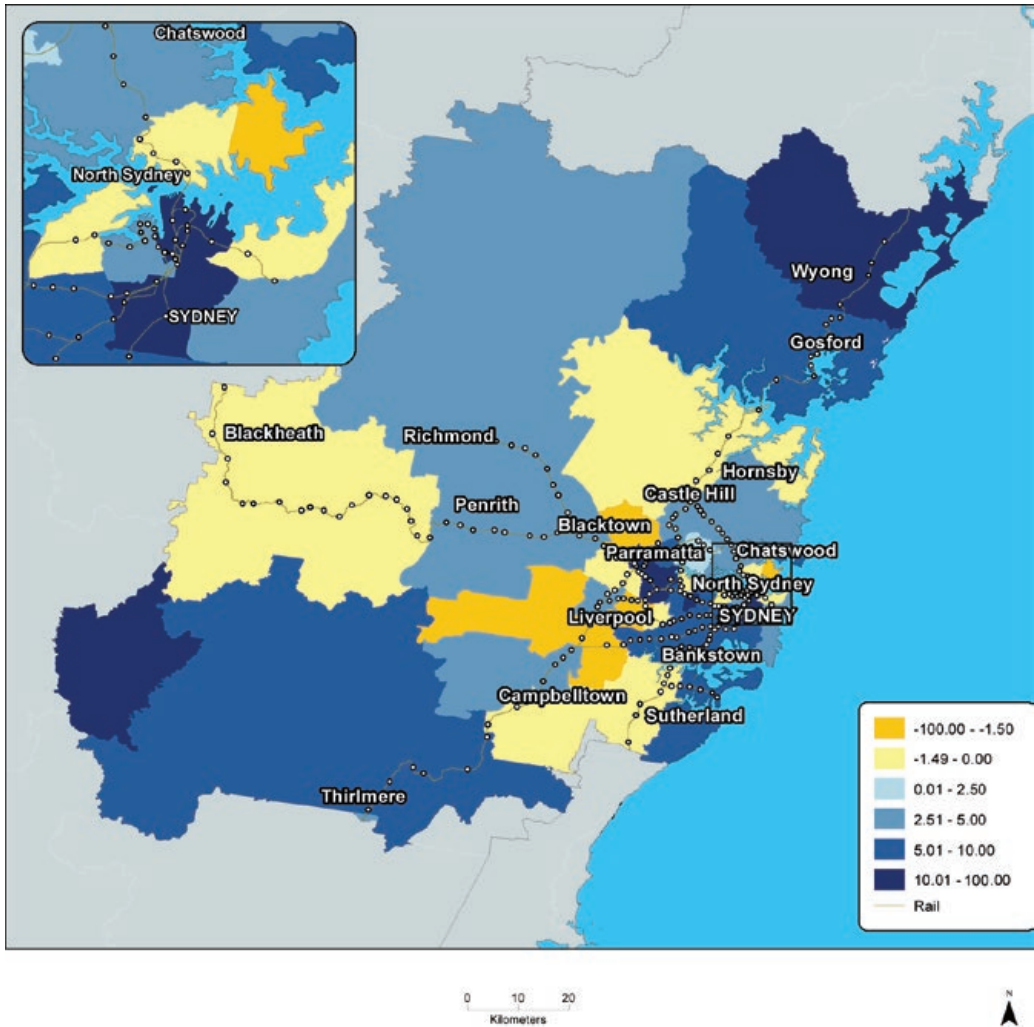 Chatswood
North Sydney
SYDNEY
Wyong
Gosford
Blackheath
Richmond
Hornsby
Castle Hill
Penrith
Blacktown
Parramatta
Chatswood
North Sydney
Liverpool
SYDNEY
Bankstown
Campbelltown
Sutherland
Thirlmere
-100.00 - -1.50
-1.49 - 0.00
0.01 - 2.50
2.51 - 5.00
5.01 - 10.00
10.01 - 100.00
Rail
0 10 20
Kilometers
N